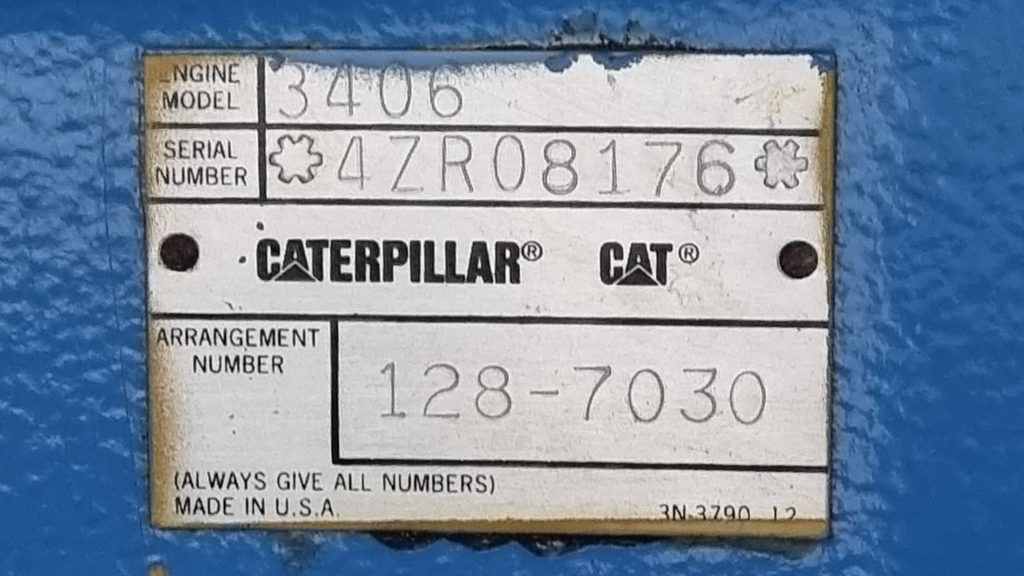 ENGINE MODEL 3406
SERIAL NUMBER 4ZR08176
CATERPILLAR® CAT®
ARRANGEMENT NUMBER 128-7030
(ALWAYS GIVE ALL NUMBERS)
MADE IN U.S.A. 3N-3790 12